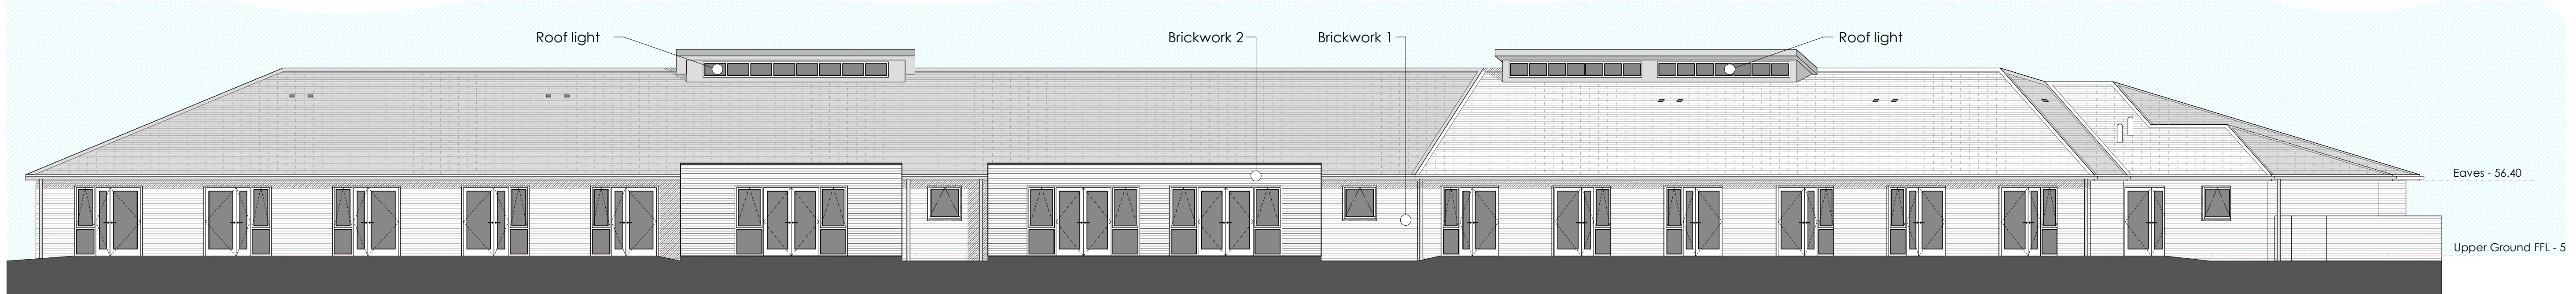 Roof light
Brickwork 2
Brickwork 1
Roof light
Eaves - 56.40
Upper Ground FFL - 5